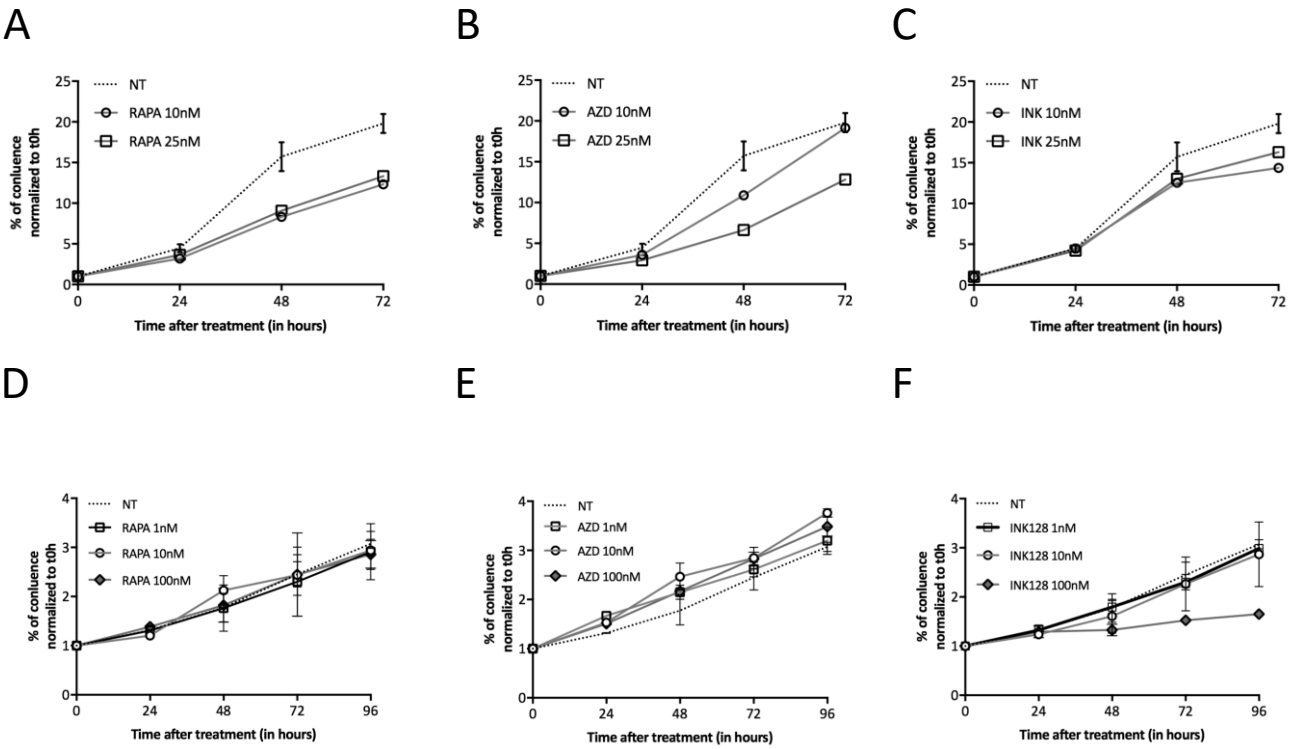 A
% of conluence
normalized to t0h
25
20
15
10
5
0
NT
RAPA 10nM
RAPA 25nM
0 24 48 72
Time after treatment (in hours)
B
% of conluence
normalized to t0h
25
20
15
10
5
0
NT
AZD 10nM
AZD 25nM
0 24 48 72
Time after treatment (in hours)
C
% of conluence
normalized to t0h
25
20
15
10
5
0
NT
INK 10nM
INK 25nM
0 24 48 72
Time after treatment (in hours)
D
% of conluence
normalized to t0h
4
3
2
1
0
NT
RAPA 1nM
RAPA 10nM
RAPA 100nM
0 24 48 72 96
Time after treatment (in hours)
E
% of conluence
normalized to t0h
4
3
2
1
0
NT
AZD 1nM
AZD 10nM
AZD 100nM
0 24 48 72 96
Time after treatment (in hours)
F
% of conluence
normalized to t0h
4
3
2
1
0
NT
INK128 1nM
INK128 10nM
INK128 100nM
0 24 48 72 96
Time after treatment (in hours)